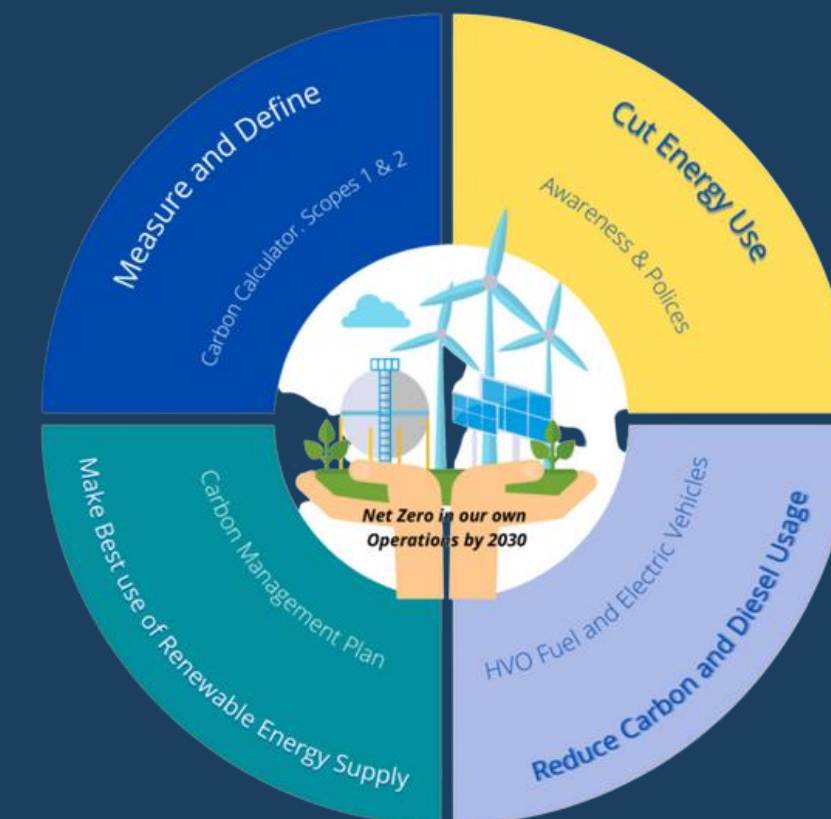 Measure and Define
Carbon Calculator. Scopes 1 & 2
Cut Energy Use
Awareness & Polices
Net Zero in our own
Operations by 2030
Make Best use of Renewable Energy Supply
Carbon Management Plan
HVO Fuel and Electric Vehicles
Reduce Carbon and Diesel Usage